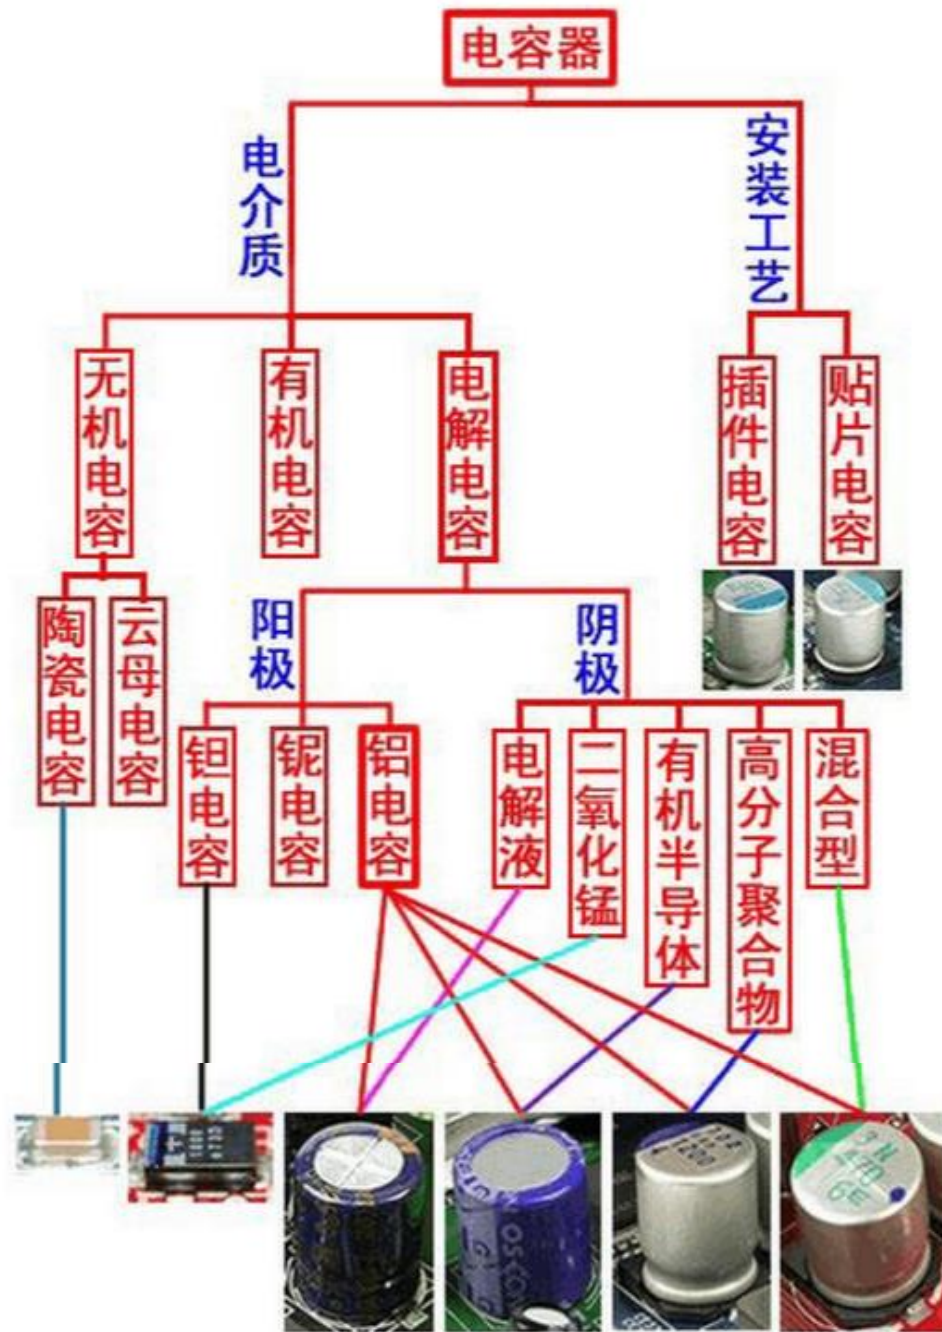 电容器
电介质
安装工艺
无机电容
有机电容
电解电容
插件电容
贴片电容
陶瓷电容
云母电容
阳极
阴极
钽电容
铌电容
铝电容
电解液
二氧化锰
有机半导体
高分子聚合物
混合型